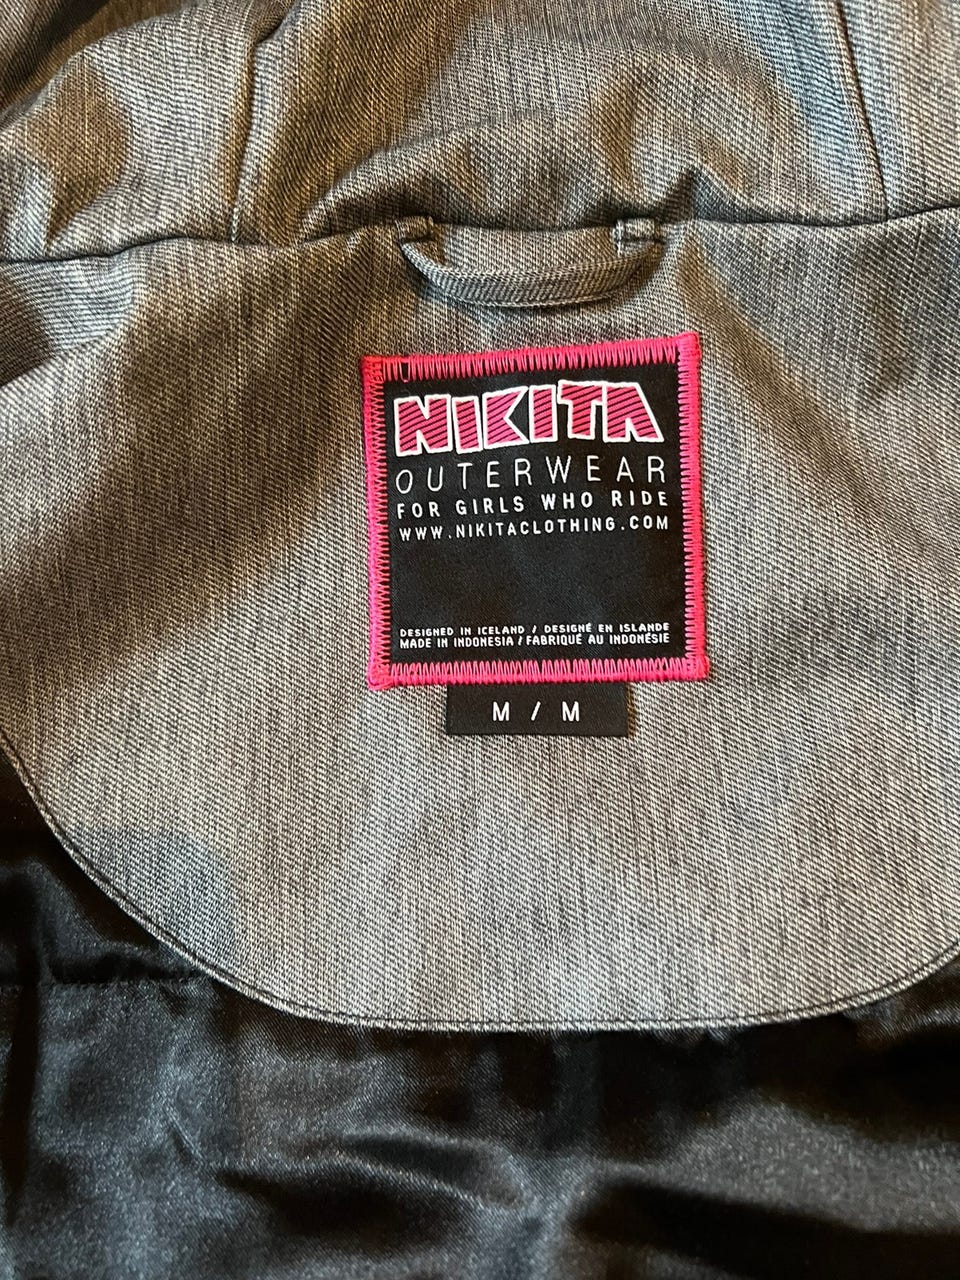 NIKITA
OUTERWEAR
FOR GIRLS WHO RIDE
WWW.NIKITACLOTHING.COM
DESIGNED IN ICELAND / DESIGNÉ EN ISLANDE
MADE IN INDONESIA / FABRIQUÉ AU INDONÉSIE
M / M